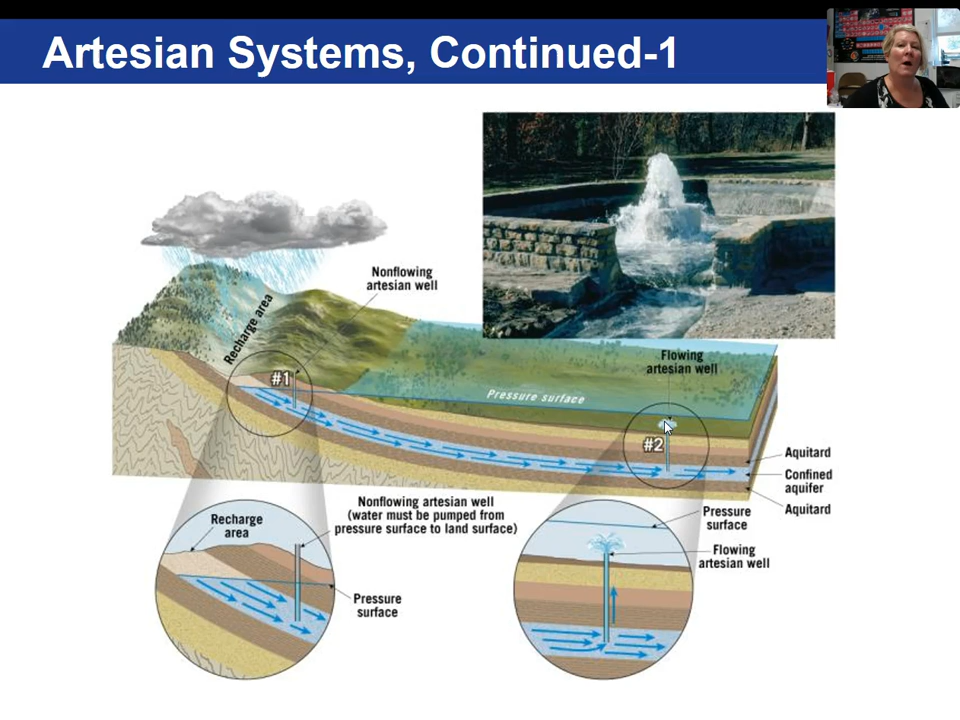 Artesian Systems, Continued-1
Nonflowing
artesian well
Recharge area
#1
Flowing
artesian well
Pressure surface
#2
Aquitard
Confined
aquifer
Aquitard
Nonflowing artesian well
(water must be pumped from
pressure surface to land surface)
Recharge
area
Pressure
surface
Pressure
surface
Flowing
artesian well